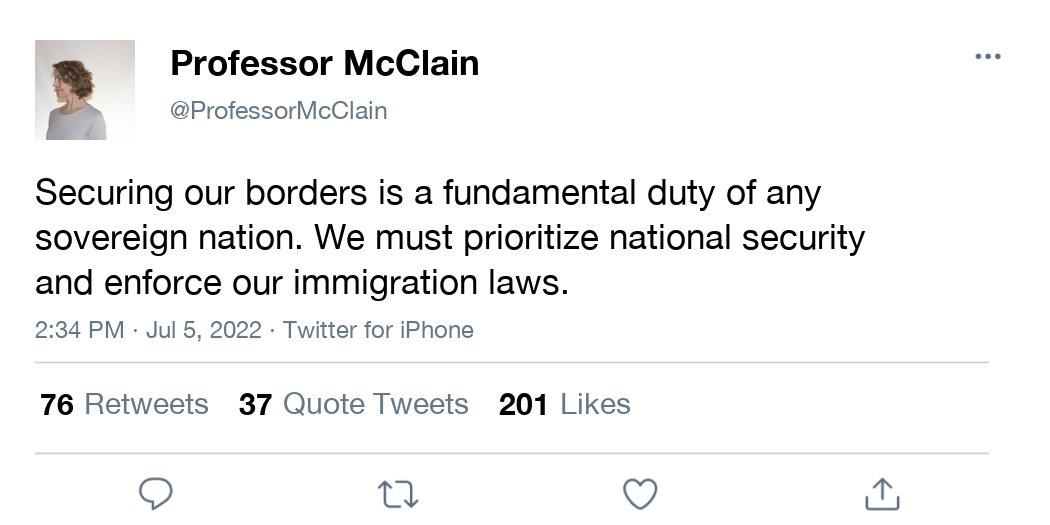 Professor McClain
@ProfessorMcClain
Securing our borders is a fundamental duty of any
sovereign nation. We must prioritize national security
and enforce our immigration laws.
2:34 PM · Jul 5, 2022 · Twitter for iPhone
76 Retweets 37 Quote Tweets 201 Likes